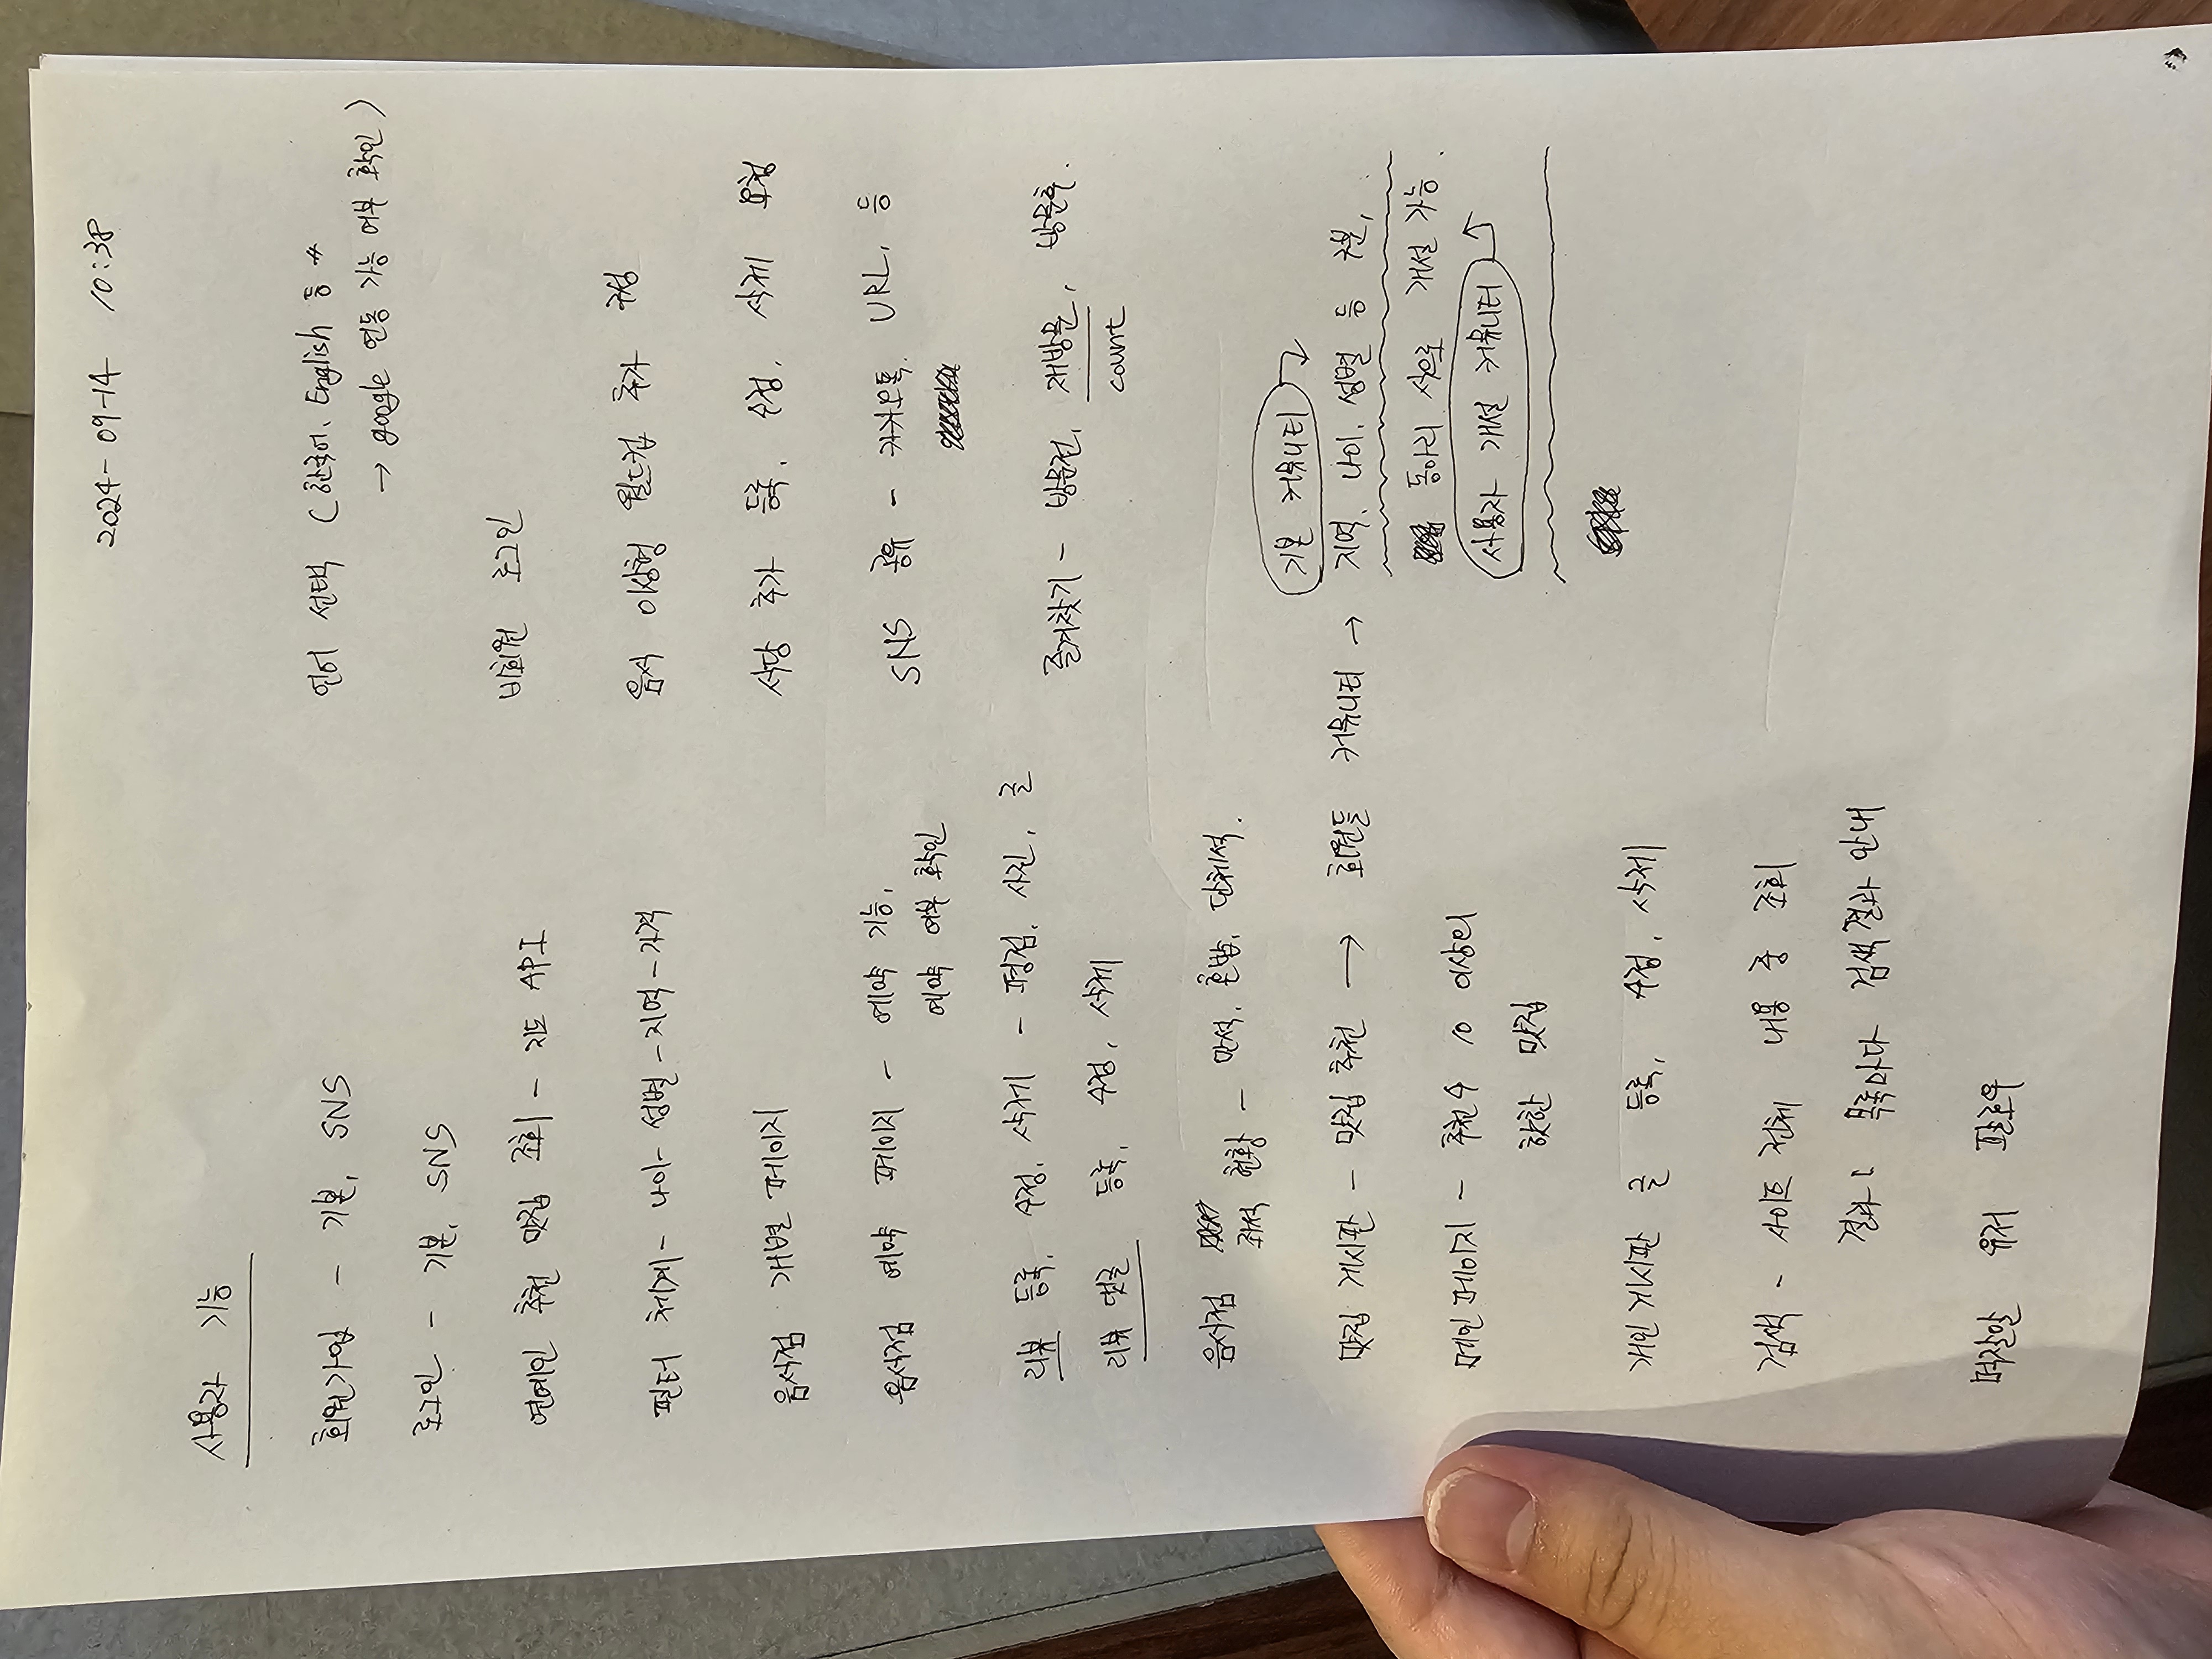 2024-09-14 10:38
사용자 기능
회원가입 - 기본, SNS
로그인 - 기본, SNS
연예인 추천 맛집 조회 - 지도 API
필터 체계 - 나이 - 성별 - 지역 - 가격
음식점 개별 페이지
음식점 예약 페이지 - 예약 기능,
예약 여부 확인
리뷰 등록, 수정, 삭제 - 평점, 사진, 글
리뷰 댓글 등록, 수정, 삭제
음식점 좌석 현황 - 만석, 혼밥, 단체석.
맛집 게시판 - 맛집 추천 → 회원들 커뮤니티 →
메인 페이지 - 추천수 10 이상의
핫한 맛집
개인 게시판 글 등록, 수정, 삭제
검색 - 사이트 전체 내용 중 조회
결과 : 목록마다 검색결과 안내
먹잘알 유저 팔로우
언어 선택 ( 한국어, English 등
→ google 연동 가능 여부 확인 )
비회원 로그인
음식 이상형 월드컵 추가 구성
식당 추가 등록, 수정, 삭제 요청
SNS 공유 - 카카오톡, URL, 등
즐겨찾기 - 방문전, 재방문, 방문후.
count
기본 커뮤니티
지역, 나이, 성별 등 구분,
동아리 식으로 개설 가능.
사용자 개설 커뮤니티